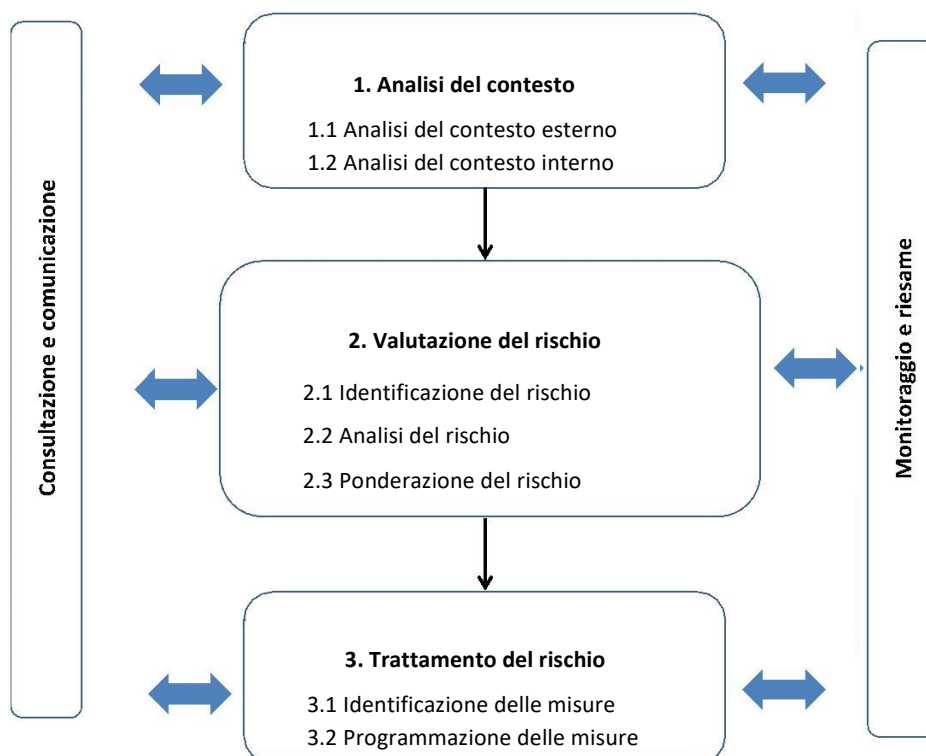 Consultazione e comunicazione
1. Analisi del contesto
1.1 Analisi del contesto esterno
1.2 Analisi del contesto interno
2. Valutazione del rischio
2.1 Identificazione del rischio
2.2 Analisi del rischio
2.3 Ponderazione del rischio
3. Trattamento del rischio
3.1 Identificazione delle misure
3.2 Programmazione delle misure
Monitoraggio e riesame